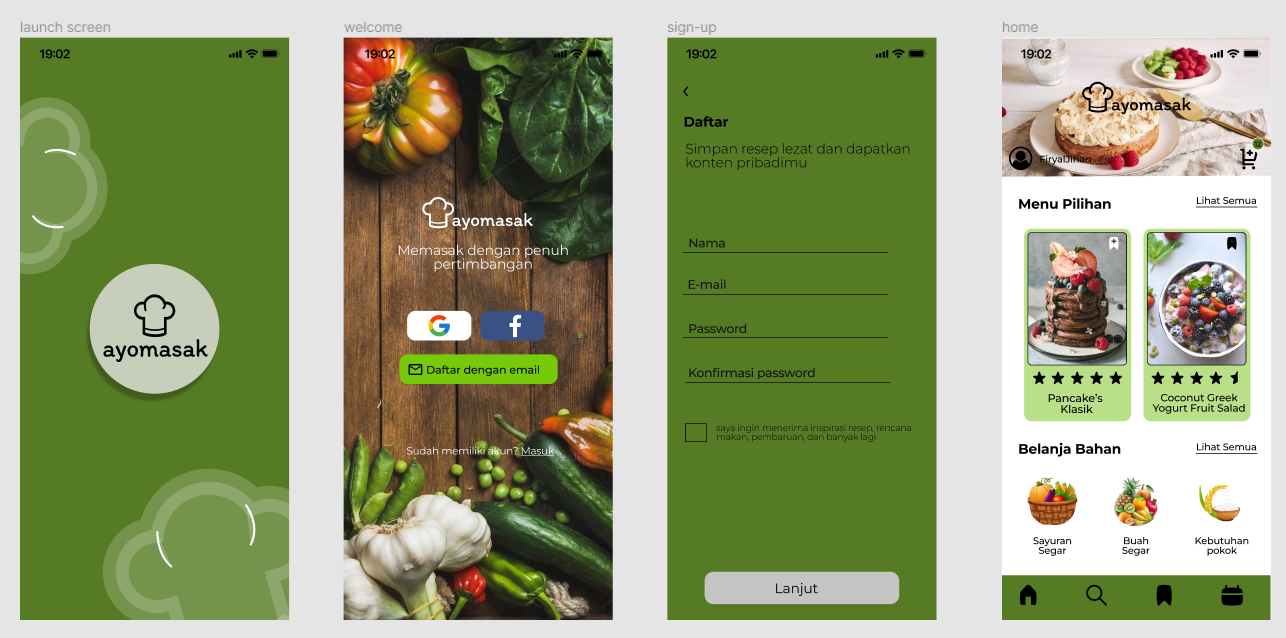 launch screen
19:02
ayomasak
welcome
19:02
ayomasak
Memasak dengan penuh
pertimbangan
G
f
Daftar dengan email
Sudah memiliki akun? Masuk
sign-up
19:02
Daftar
Simpan resep lezat dan dapatkan
konten pribadimu
Nama
E-mail
Password
Konfirmasi password
saya ingin menerima inspirasi resep, rencana
makan, pembaruan, dan banyak lagi
Lanjut
home
19:02
ayomasak
FiryalJihan
12
Menu Pilihan
Lihat Semua
Pancake's
Klasik
Coconut Greek
Yogurt Fruit Salad
Belanja Bahan
Lihat Semua
Sayuran
Segar
Buah
Segar
Kebutuhan
pokok